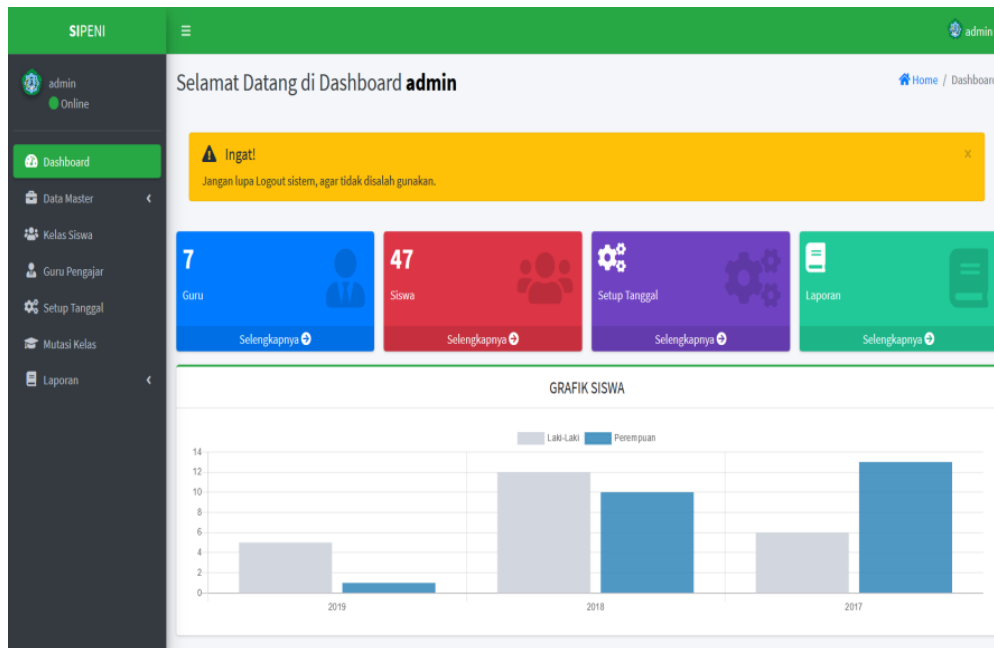 SIPENI
admin
admin
Online
Dashboard
Data Master
Kelas Siswa
Guru Pengajar
Setup Tanggal
Mutasi Kelas
Laporan
Selamat Datang di Dashboard admin
Home / Dashboard
Ingat!
Jangan lupa Logout sistem, agar tidak disalah gunakan.
7
Guru
Selengkapnya
47
Siswa
Selengkapnya
Setup Tanggal
Selengkapnya
Laporan
Selengkapnya
GRAFIK SISWA
Laki-Laki Perempuan
14
12
10
8
6
4
2
0
2019 2018 2017